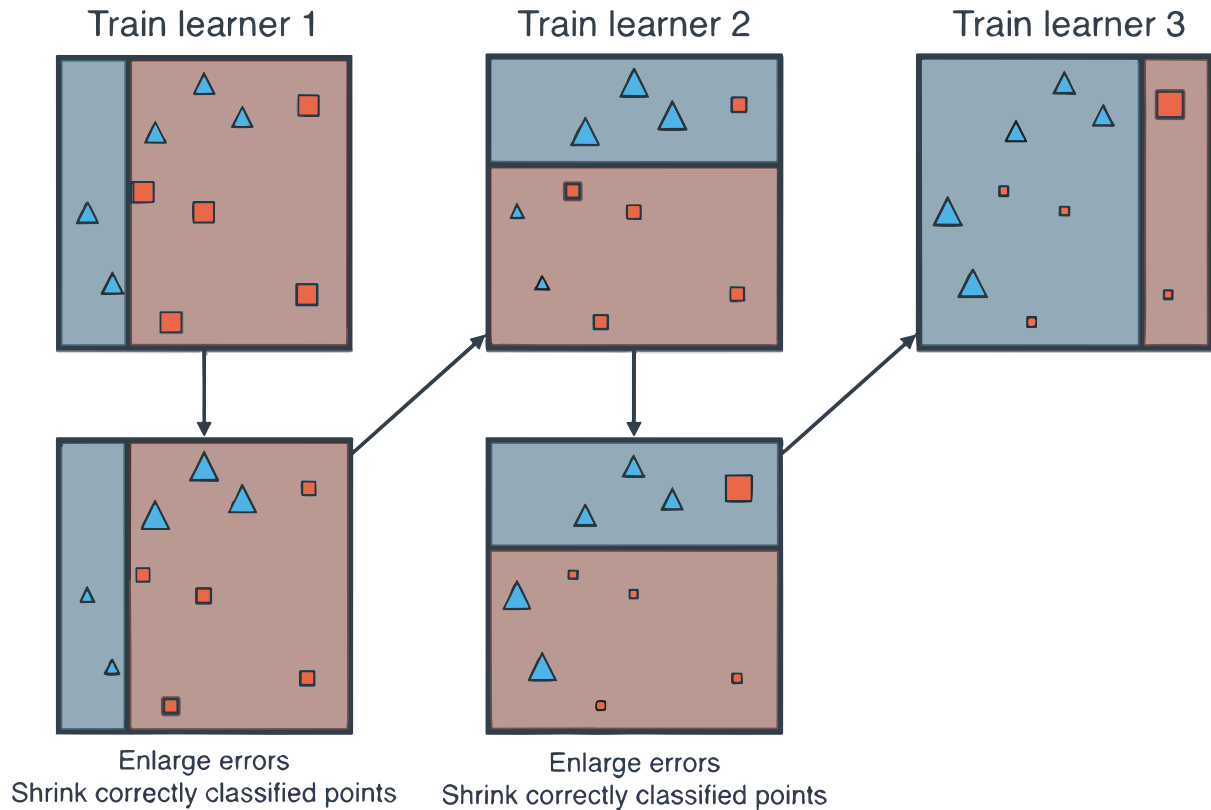 Train learner 1
Train learner 2
Train learner 3
Enlarge errors
Shrink correctly classified points
Enlarge errors
Shrink correctly classified points